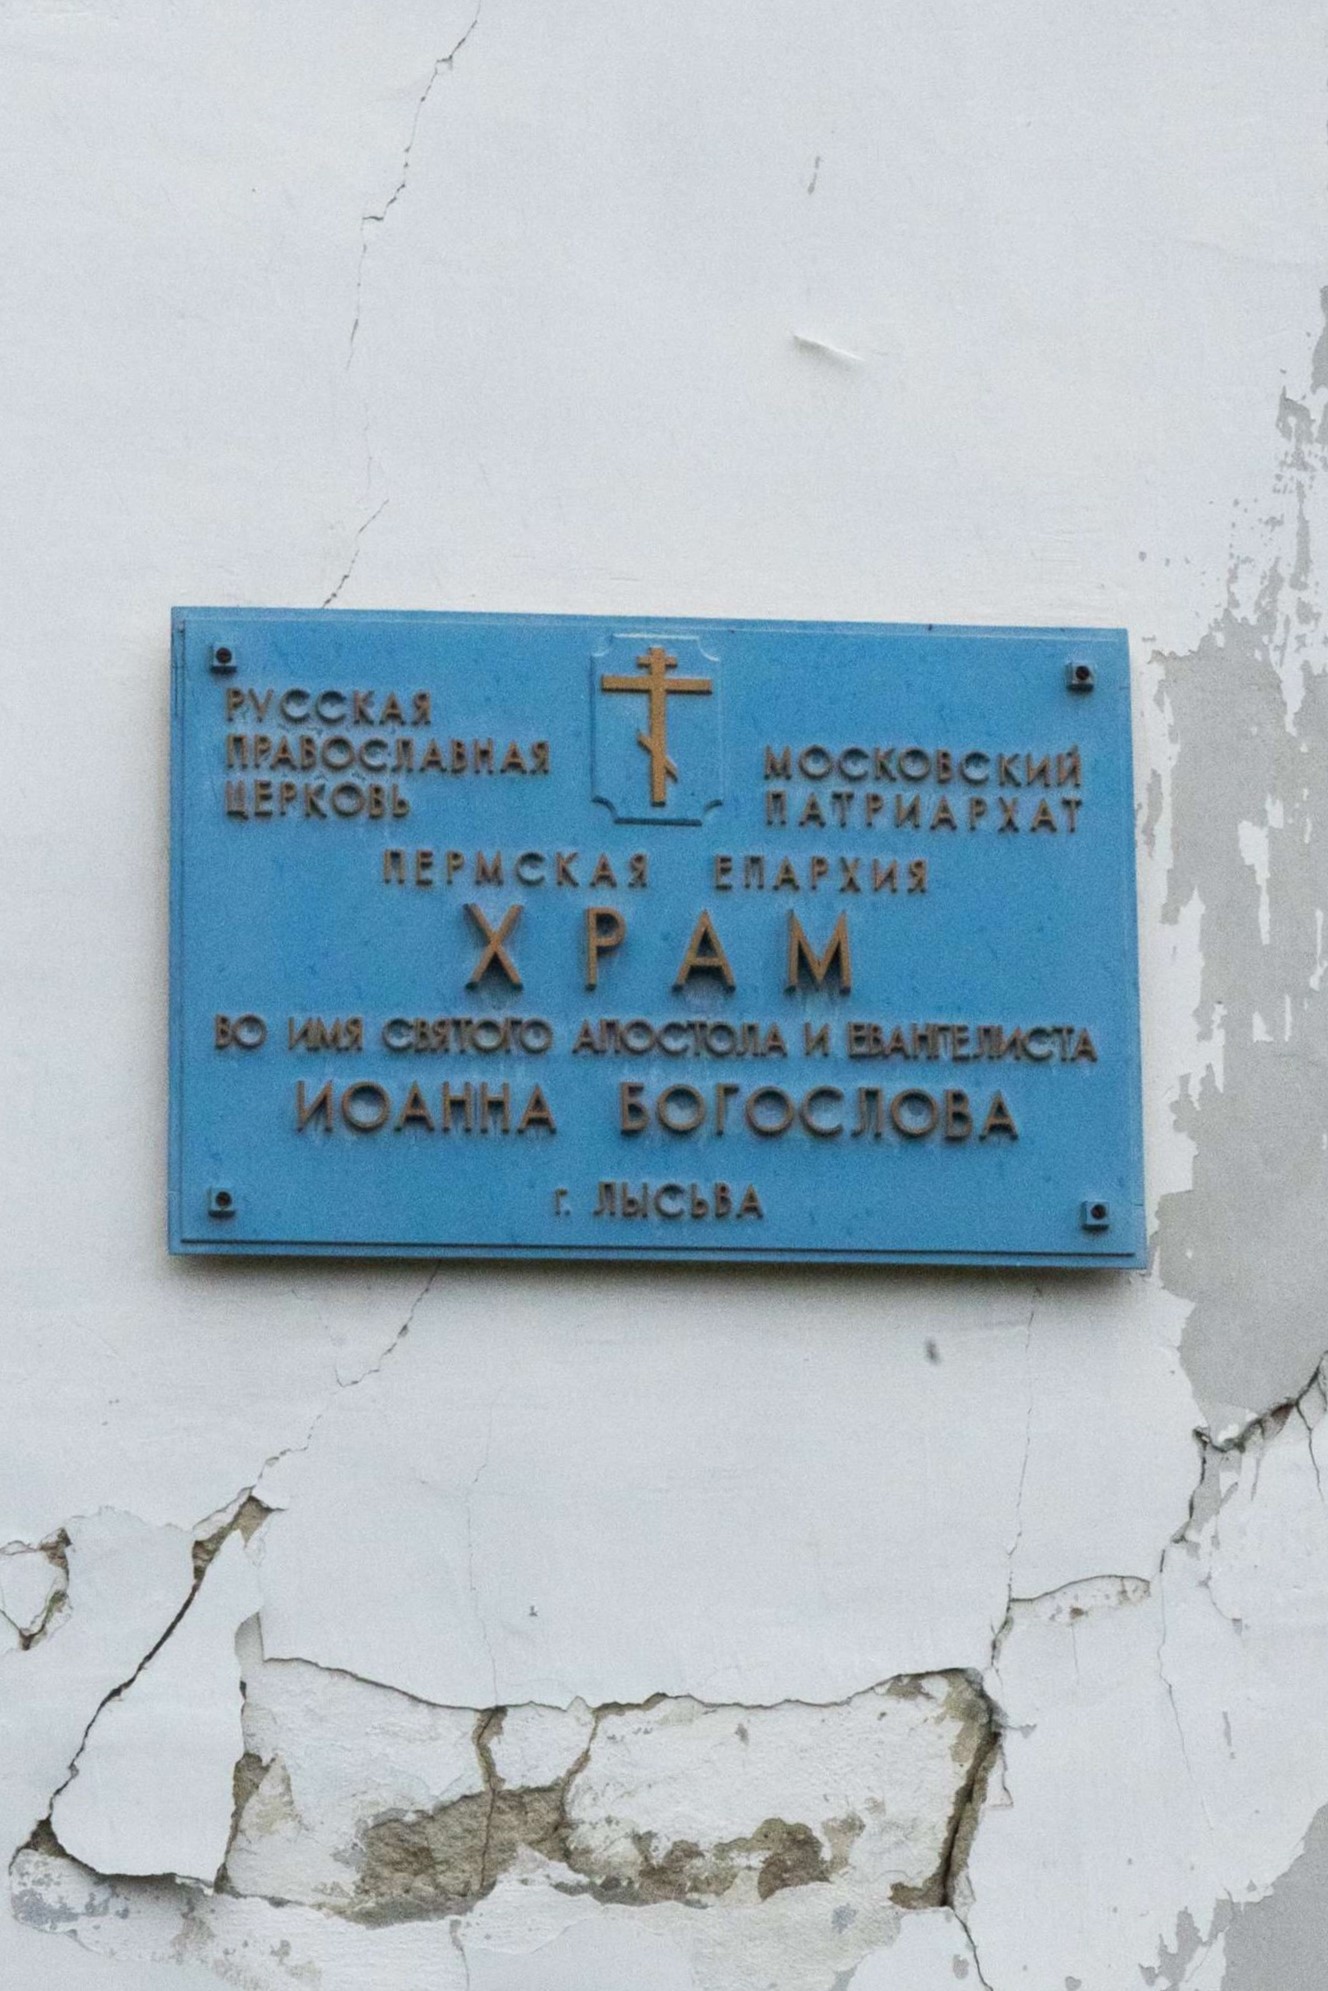 РУССКАЯ
ПРАВОСЛАВНАЯ
ЦЕРКОВЬ
МОСКОВСКИЙ
ПАТРИАРХАТ
ПЕРМСКАЯ ЕПАРХИЯ
ХРАМ
ВО ИМЯ СВЯТОГО АПОСТОЛА И ЕВАНГЕЛИСТА
ИОАННА БОГОСЛОВА
г. ЛЫСЬВА